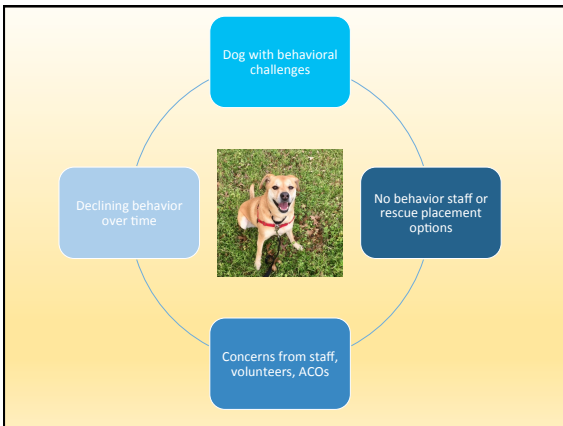 Dog with behavioral
challenges
No behavior staff or
rescue placement
options
Concerns from staff,
volunteers, ACOs
Declining behavior
over time